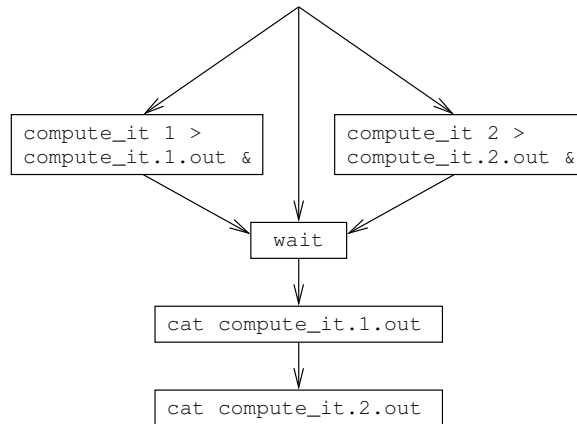 compute_it 1 >
compute_it.1.out &
compute_it 2 >
compute_it.2.out &
wait
cat compute_it.1.out
cat compute_it.2.out